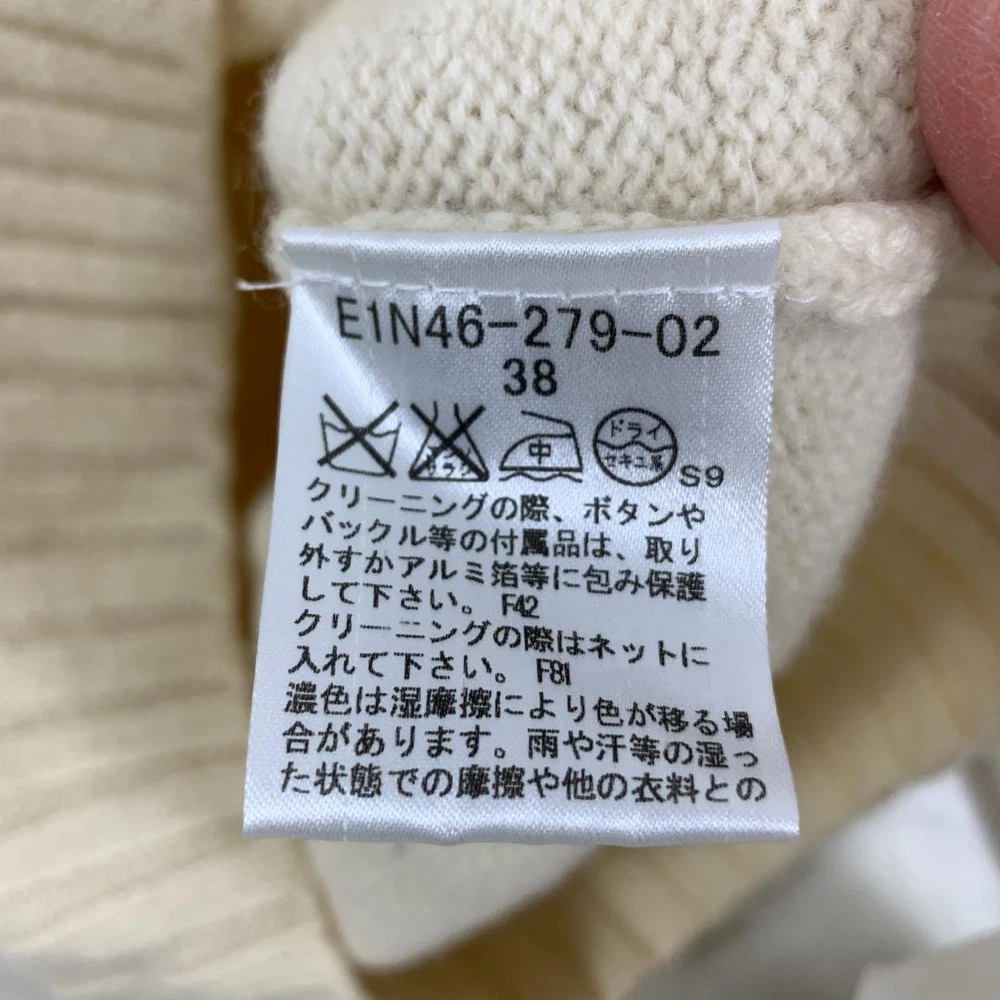 E1N46-279-02
38
中
ドライ
セキユ系
S9
クリーニングの際、ボタンや
バックル等の付属品は、取り
外すかアルミ箔等に包み保護
して下さい。 F42
クリーニングの際はネットに
入れて下さい。 F81
濃色は湿摩擦により色が移る場
合があります。雨や汗等の湿っ
た状態での摩擦や他の衣料との